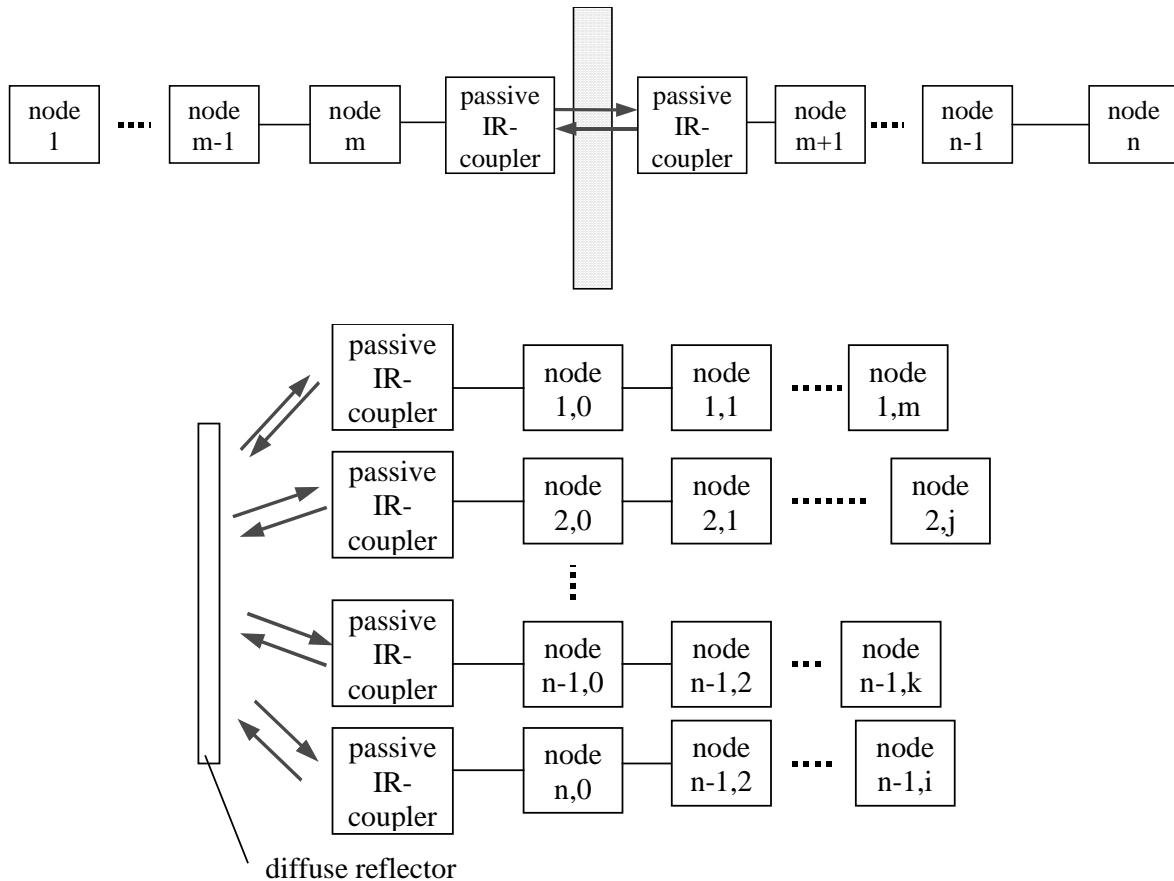 node
1
node
m-1
node
m
passive
IR-
coupler
passive
IR-
coupler
node
m+1
node
n-1
node
n
passive
IR-
coupler
node
1,0
node
1,1
node
1,m
passive
IR-
coupler
node
2,0
node
2,1
node
2,j
passive
IR-
coupler
node
n-1,0
node
n-1,2
node
n-1,k
passive
IR-
coupler
node
n,0
node
n-1,2
node
n-1,i
diffuse reflector